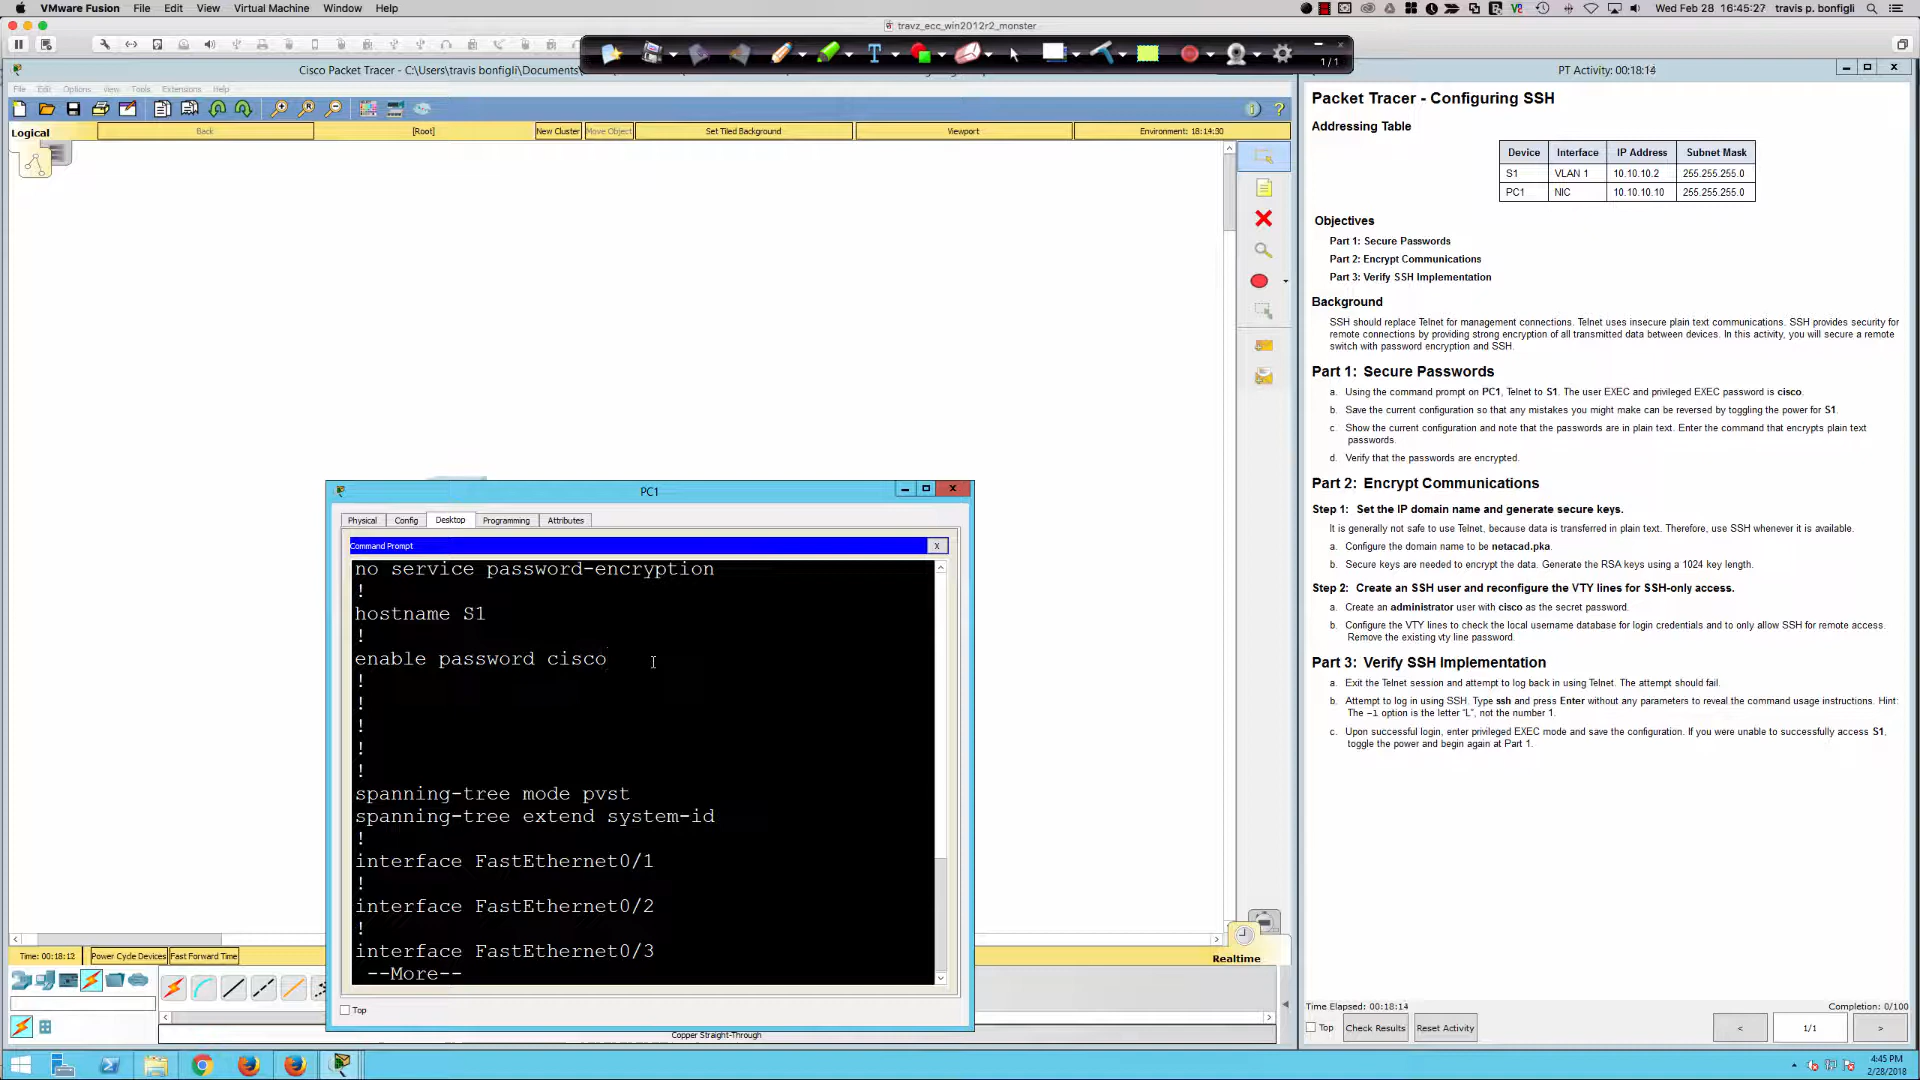 VMware Fusion File Edit View Virtual Machine Window Help
Wed Feb 28 16:45:27 travis p. bonfigli
travz_ecc_win2012r2_monster
1/1
Cisco Packet Tracer - C:\Users\travis bonfigli\Documents\
File Edit Options View Tools Extensions Help
Logical Back [Root] New Cluster Move Object Set Tiled Background Viewport Environment: 18:14:30
PC1
Physical Config Desktop Programming Attributes
Command Prompt X
no service password-encryption
!
hostname S1
!
enable password cisco
!
!
!
!
!
spanning-tree mode pvst
spanning-tree extend system-id
!
interface FastEthernet0/1
!
interface FastEthernet0/2
!
interface FastEthernet0/3
--More--
Top
Realtime
Time: 00:18:12 Power Cycle Devices Fast Forward Time
Copper Straight-Through
PT Activity: 00:18:14
Packet Tracer - Configuring SSH
Addressing Table
Device Interface IP Address Subnet Mask
S1 VLAN 1 10.10.10.2 255.255.255.0
PC1 NIC 10.10.10.10 255.255.255.0
Objectives
Part 1: Secure Passwords
Part 2: Encrypt Communications
Part 3: Verify SSH Implementation
Background
SSH should replace Telnet for management connections. Telnet uses insecure plain text communications. SSH provides security for
remote connections by providing strong encryption of all transmitted data between devices. In this activity, you will secure a remote
switch with password encryption and SSH.
Part 1: Secure Passwords
a. Using the command prompt on PC1, Telnet to S1. The user EXEC and privileged EXEC password is cisco.
b. Save the current configuration so that any mistakes you might make can be reversed by toggling the power for S1.
c. Show the current configuration and note that the passwords are in plain text. Enter the command that encrypts plain text
passwords.
d. Verify that the passwords are encrypted.
Part 2: Encrypt Communications
Step 1: Set the IP domain name and generate secure keys.
It is generally not safe to use Telnet, because data is transferred in plain text. Therefore, use SSH whenever it is available.
a. Configure the domain name to be netacad.pka.
b. Secure keys are needed to encrypt the data. Generate the RSA keys using a 1024 key length.
Step 2: Create an SSH user and reconfigure the VTY lines for SSH-only access.
a. Create an administrator user with cisco as the secret password.
b. Configure the VTY lines to check the local username database for login credentials and to only allow SSH for remote access.
Remove the existing vty line password.
Part 3: Verify SSH Implementation
a. Exit the Telnet session and attempt to log back in using Telnet. The attempt should fail.
b. Attempt to log in using SSH. Type ssh and press Enter without any parameters to reveal the command usage instructions. Hint:
The -l option is the letter “L”, not the number 1.
c. Upon successful login, enter privileged EXEC mode and save the configuration. If you were unable to successfully access S1,
toggle the power and begin again at Part 1.
Time Elapsed: 00:18:14 Completion: 0/100
Top Check Results Reset Activity < 1/1 >
4:45 PM
2/28/2018